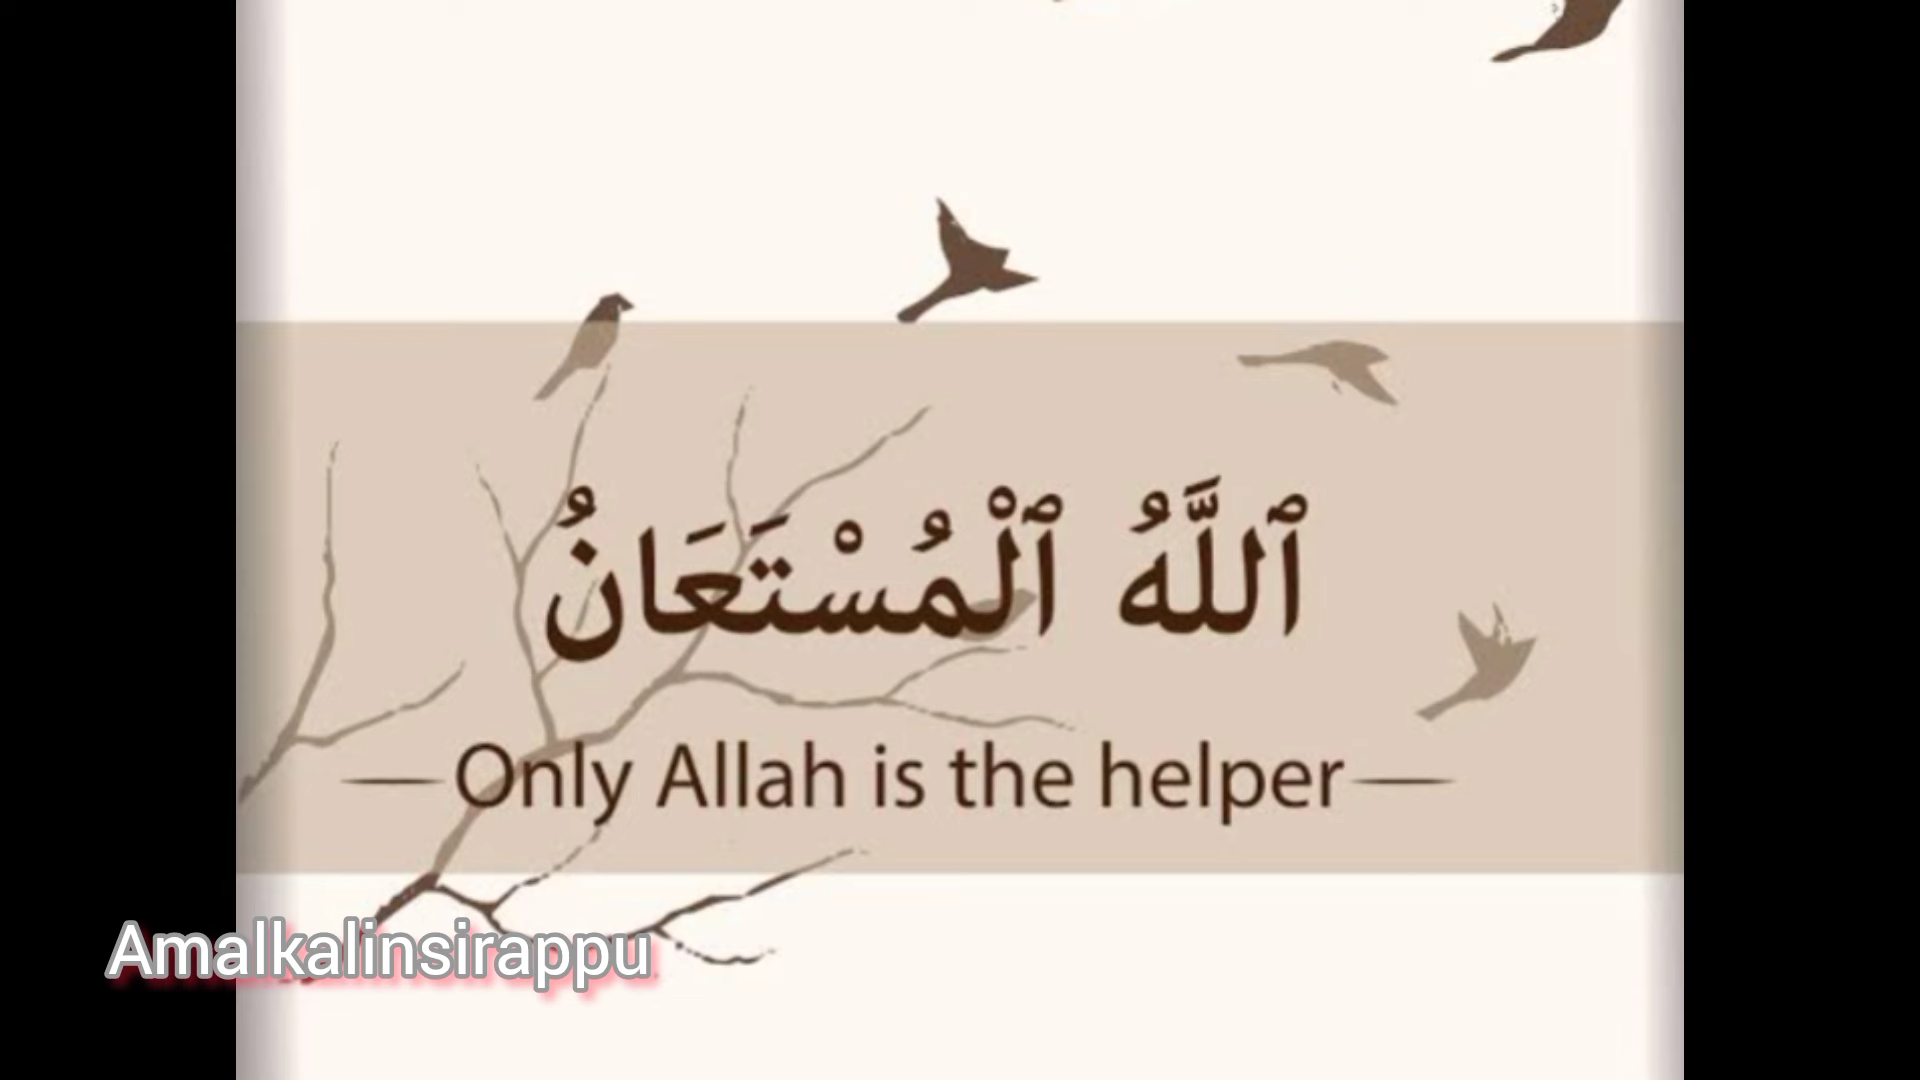 ٱللَّهُ ٱلْمُسْتَعَانُ
—Only Allah is the helper—
Amalkalinsirappu